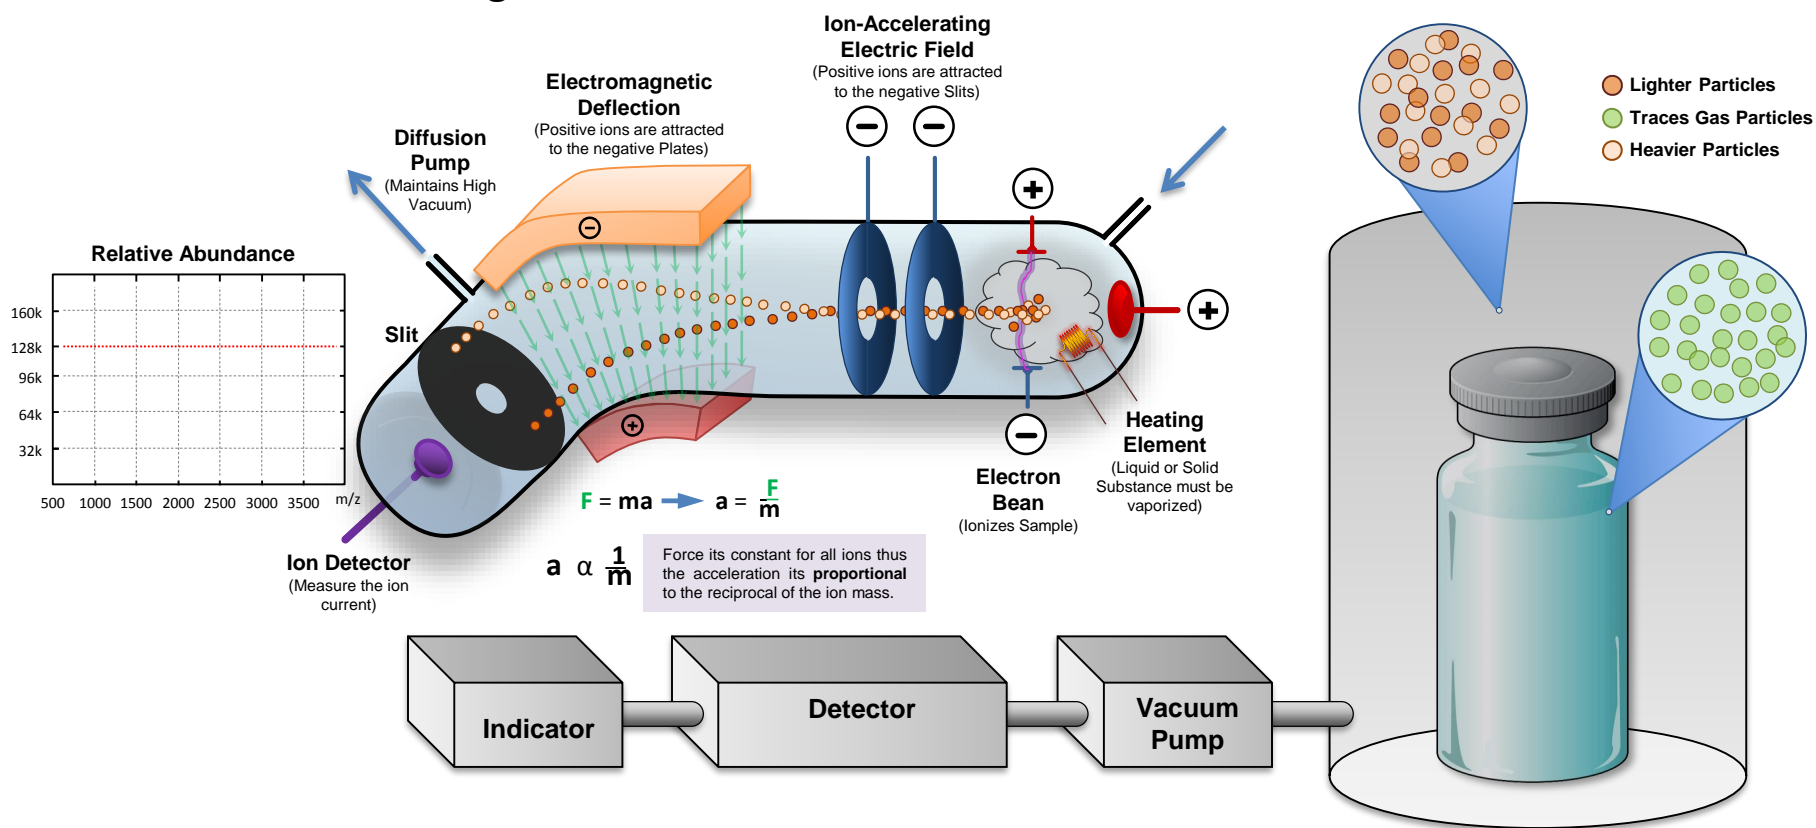 Ion-Accelerating
Electric Field
(Positive ions are attracted
to the negative Slits)
Electromagnetic
Deflection
(Positive ions are attracted
to the negative Plates)
Diffusion
Pump
(Maintains High
Vacuum)
Lighter Particles
Traces Gas Particles
Heavier Particles
− −
+
−
+
+
−
Relative Abundance
160k
128k
96k
64k
32k
500 1000 1500 2000 2500 3000 3500 m/z
Slit
Heating
Element
(Liquid or Solid
Substance must be
vaporized)
Electron
Bean
(Ionizes Sample)
F = ma a = F/m
a α 1/m
Force its constant for all ions thus
the acceleration its proportional
to the reciprocal of the ion mass.
Ion Detector
(Measure the ion
current)
Indicator
Detector
Vacuum
Pump